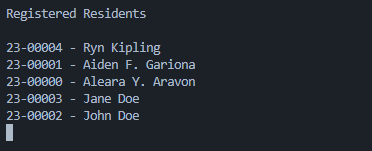 Registered Residents
23-00004 - Ryn Kipling
23-00001 - Aiden F. Gariona
23-00000 - Aleara Y. Aravon
23-00003 - Jane Doe
23-00002 - John Doe